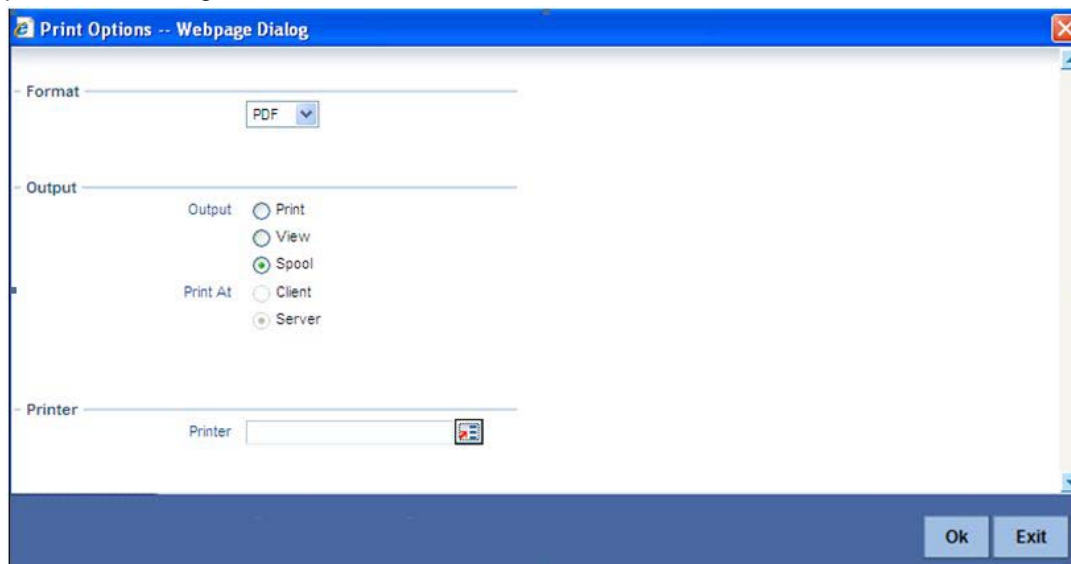 Print Options -- Webpage Dialog
Format
PDF
Output
Output Print
View
Spool
Print At Client
Server
Printer
Printer
Ok Exit